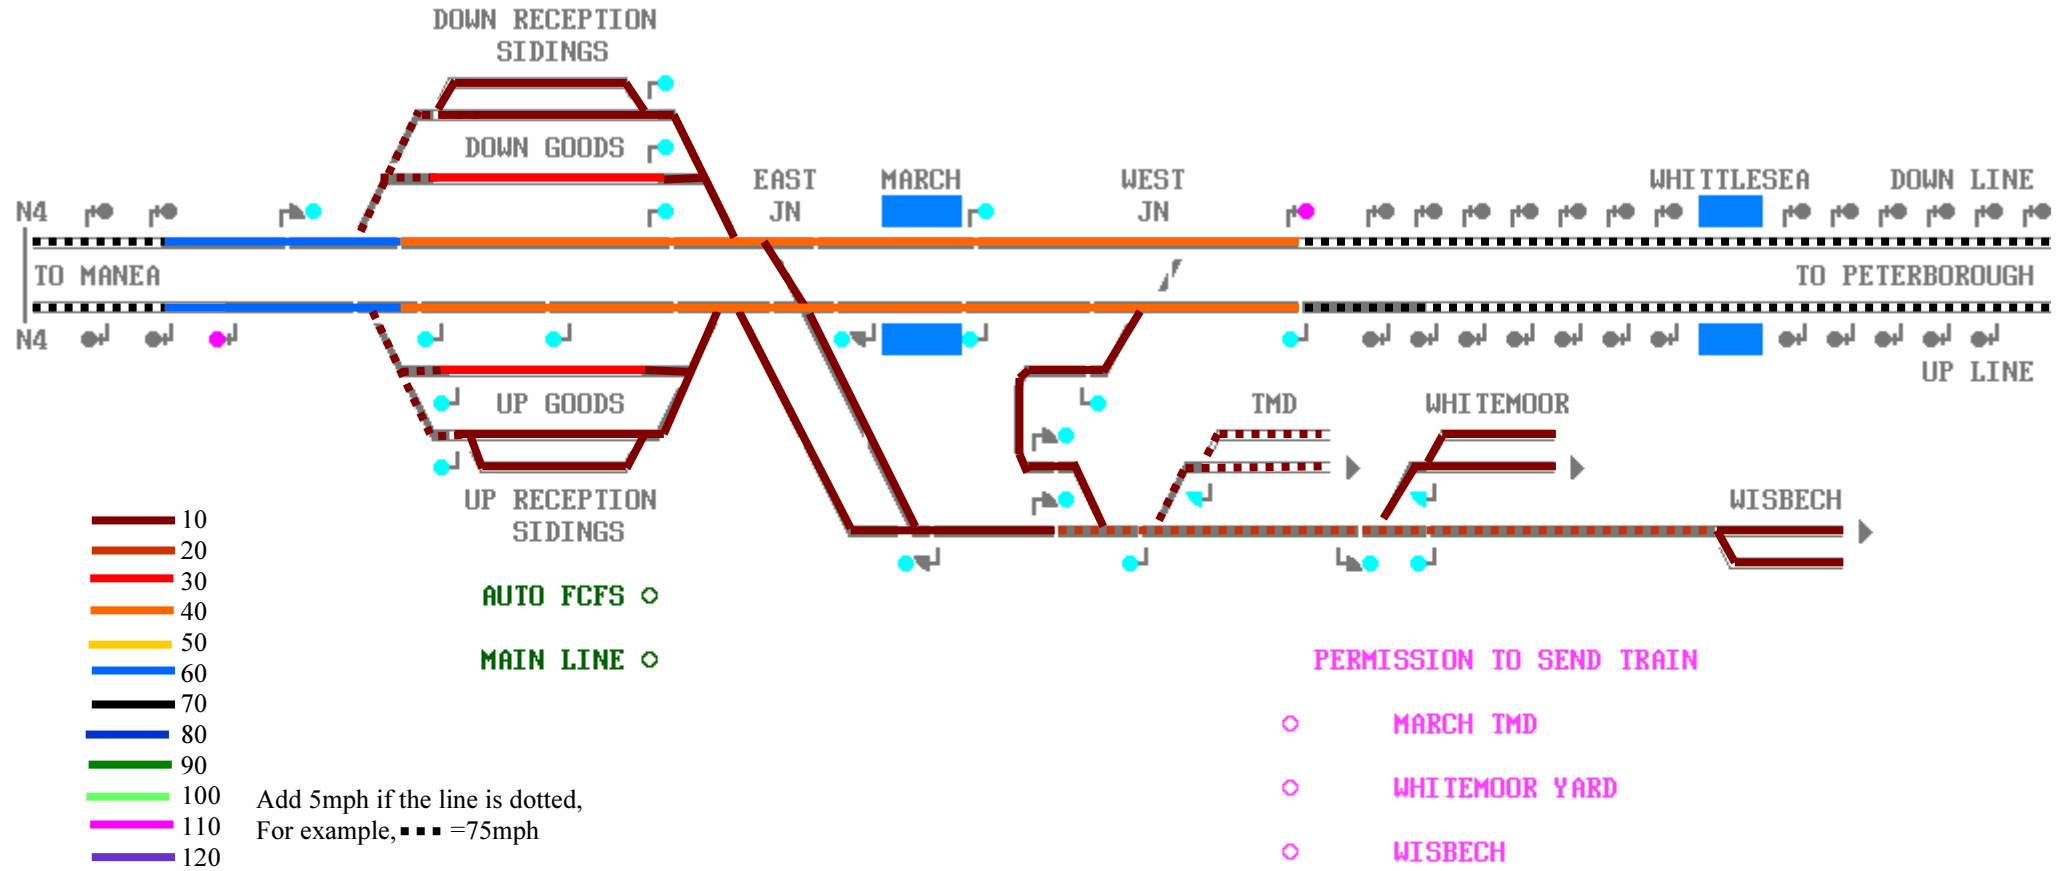 DOWN RECEPTION
SIDINGS
DOWN GOODS
EAST
JN
MARCH
WEST
JN
WHITTLESEA
DOWN LINE
N4
TO MANEA
TO PETERBOROUGH
N4
UP LINE
UP GOODS
TMD
WHITEMOOR
UP RECEPTION
SIDINGS
WISBECH
10
20
30
40
50
60
70
80
90
100
110
120
AUTO FCFS
MAIN LINE
Add 5mph if the line is dotted,
For example, =75mph
PERMISSION TO SEND TRAIN
MARCH TMD
WHITEMOOR YARD
WISBECH